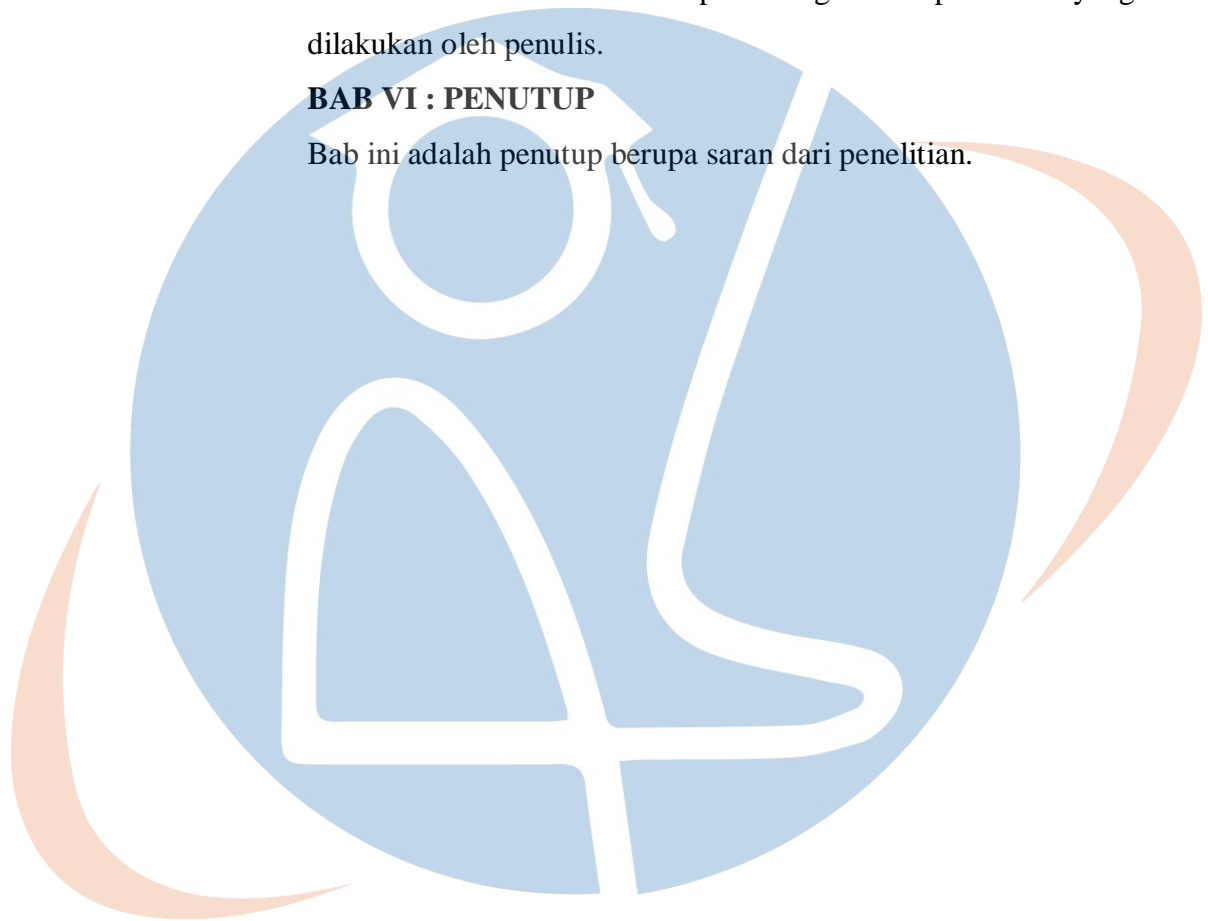 dilakukan oleh penulis.
BAB VI : PENUTUP
Bab ini adalah penutup berupa saran dari penelitian.